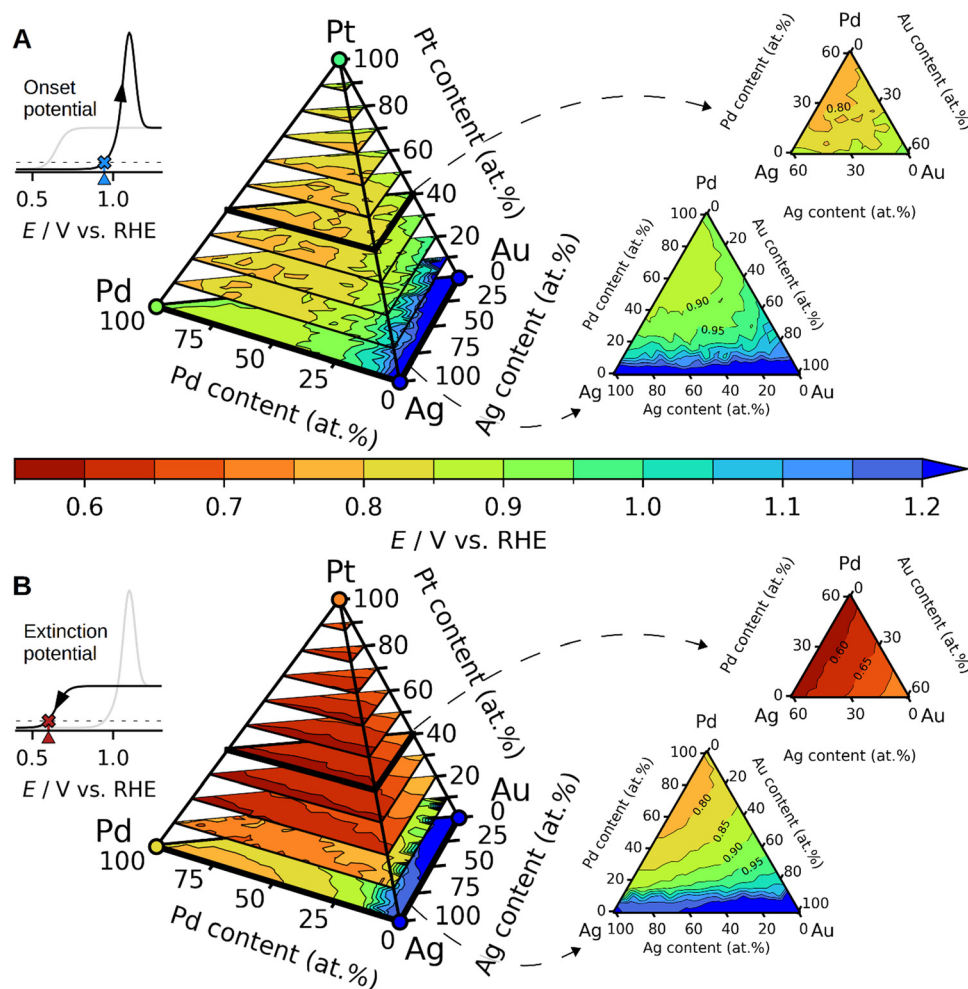 A
Onset
potential
0.5
1.0
E / V vs. RHE
Pt
100
80
60
40
20
0
Pt content (at.%)
Au
0
25
50
75
100
Ag content (at.%)
Pd
100
75
50
25
0
Pd content (at.%)
Ag
Pd
60
30
0
Pd content (at.%)
0
30
60
Au content (at.%)
0.80
Ag
60
30
0
Au
Ag content (at.%)
Pd
100
80
60
40
20
0
Pd content (at.%)
0
20
40
60
80
100
Au content (at.%)
0.90
0.95
Ag
100
80
60
40
20
0
Au
Ag content (at.%)
0.6
0.7
0.8
0.9
1.0
1.1
1.2
E / V vs. RHE
B
Extinction
potential
0.5
1.0
E / V vs. RHE
Pt
100
80
60
40
20
0
Pt content (at.%)
Au
0
25
50
75
100
Ag content (at.%)
Pd
100
75
50
25
0
Pd content (at.%)
Ag
Pd
60
30
0
Pd content (at.%)
0
30
60
Au content (at.%)
0.60
0.65
Ag
60
30
0
Au
Ag content (at.%)
Pd
100
80
60
40
20
0
Pd content (at.%)
0
20
40
60
80
100
Au content (at.%)
0.80
0.85
0.90
0.95
Ag
100
80
60
40
20
0
Au
Ag content (at.%)